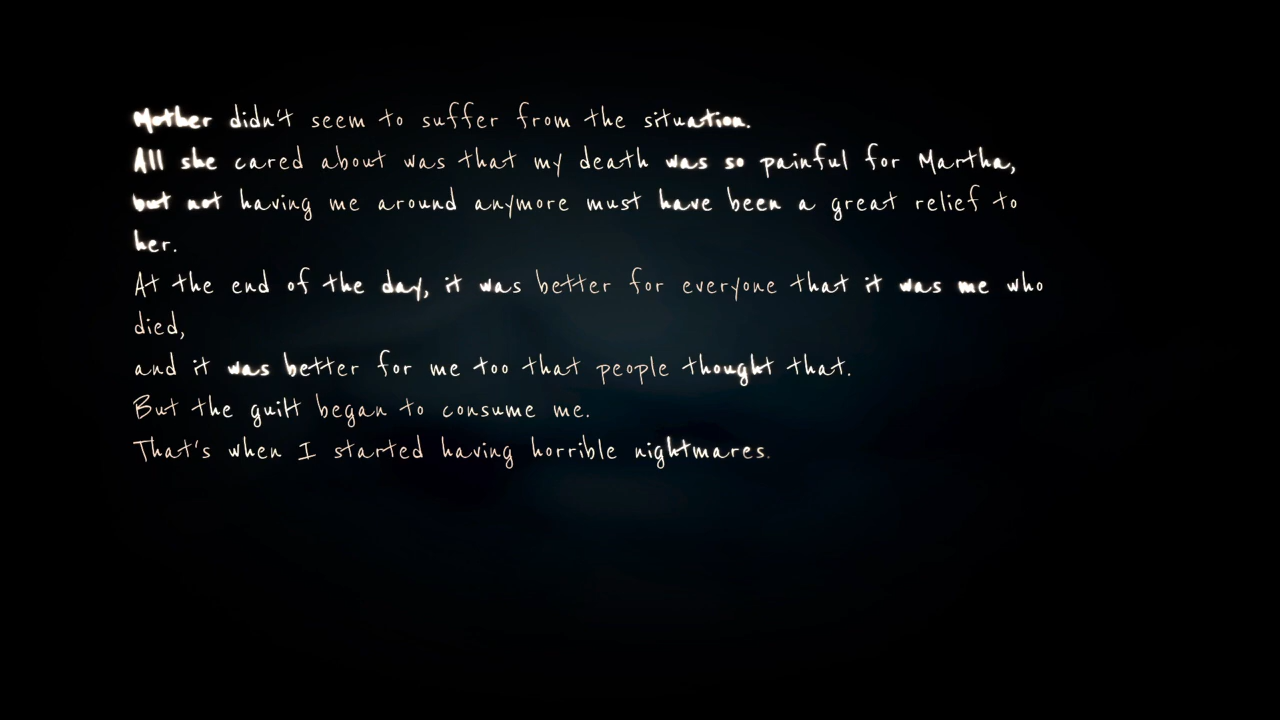 Mother didn't seem to suffer from the situation.
All she cared about was that my death was so painful for Martha,
but not having me around anymore must have been a great relief to
her.
At the end of the day, it was better for everyone that it was me who
died,
and it was better for me too that people thought that.
But the guilt began to consume me.
That's when I started having horrible nightmares.